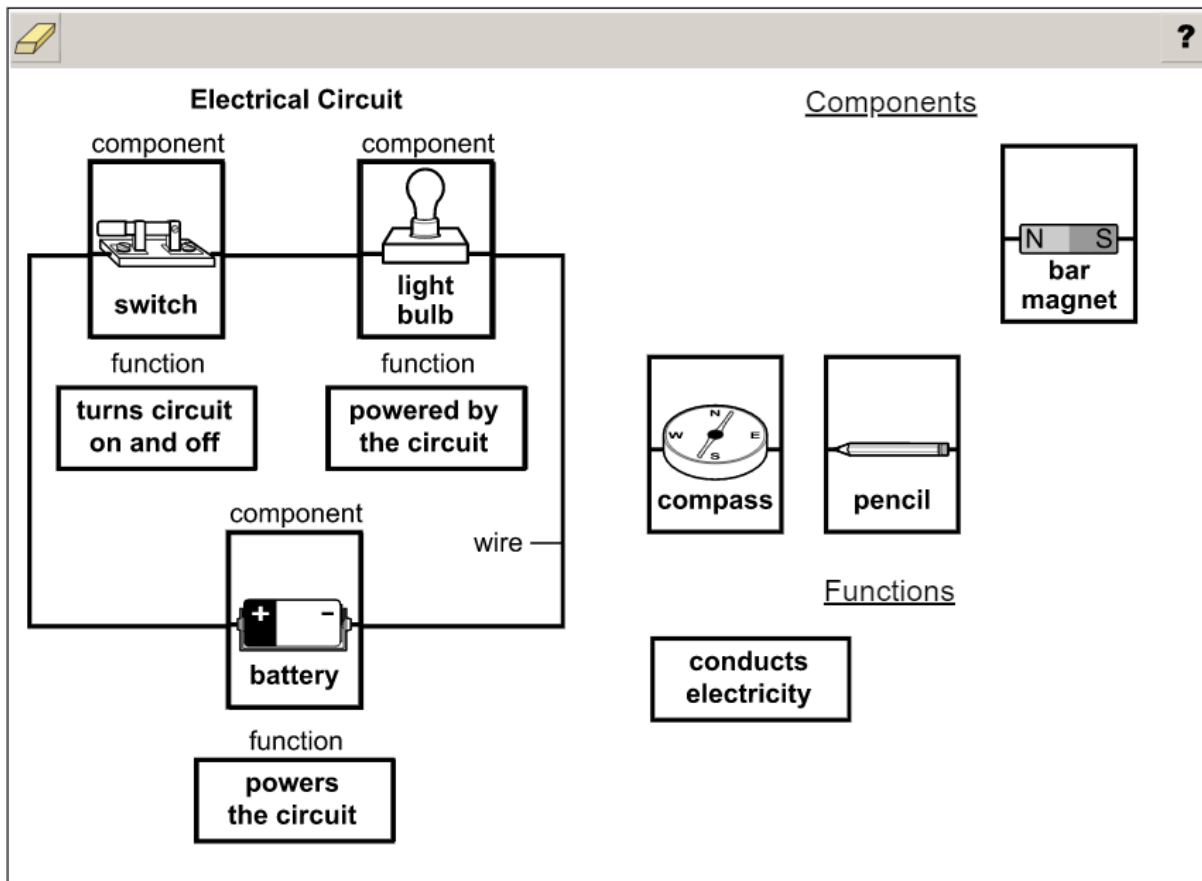 ?
Electrical Circuit
component
component
switch
light
bulb
function
function
turns circuit
on and off
powered by
the circuit
component
wire
+ −
battery
function
powers
the circuit
Components
N S
bar
magnet
N
W E
S
compass
pencil
Functions
conducts
electricity